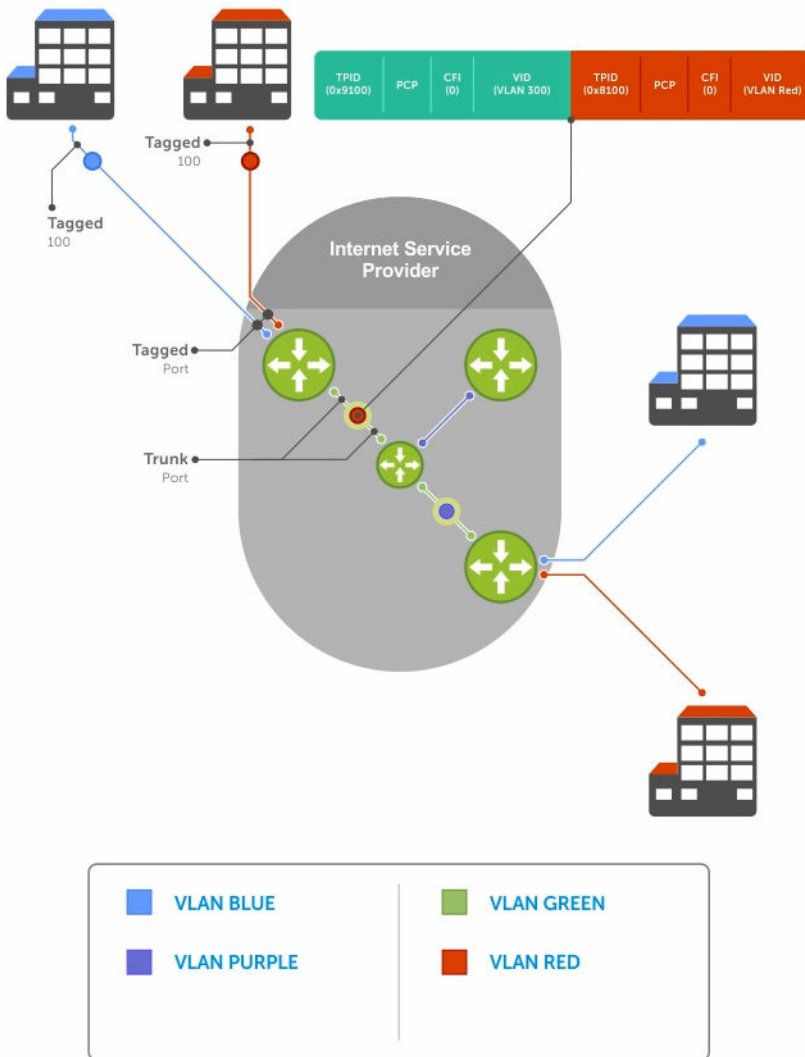 TPID
(0x9100)
PCP
CFI
(0)
VID
(VLAN 300)
TPID
(0x8100)
PCP
CFI
(0)
VID
(VLAN Red)
Tagged
100
Tagged
100
Internet Service
Provider
Tagged
Port
Trunk
Port
VLAN BLUE
VLAN GREEN
VLAN PURPLE
VLAN RED